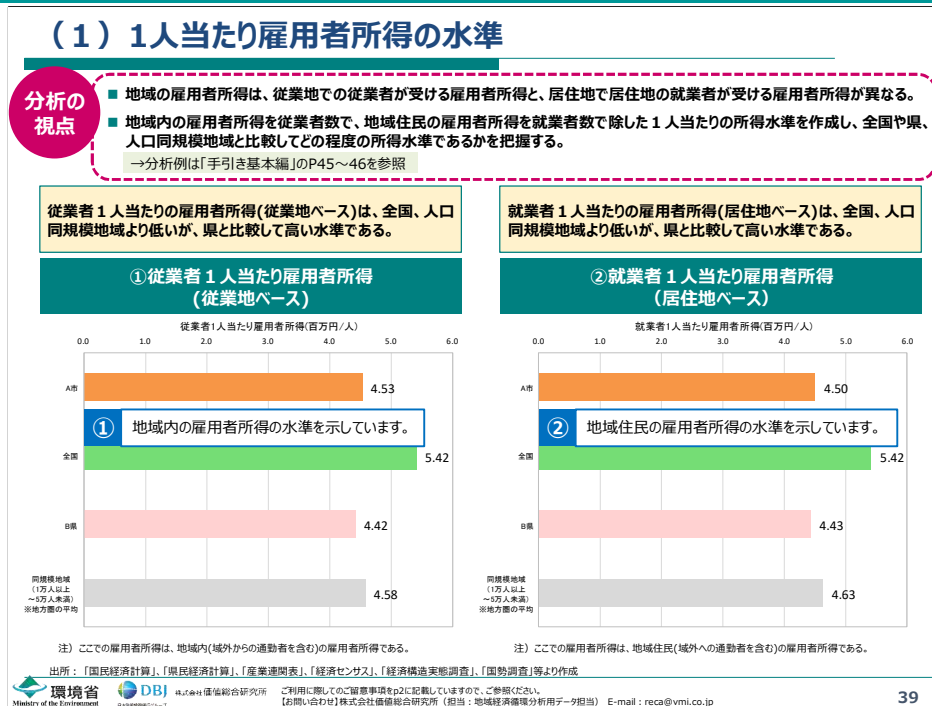 （１）1人当たり雇用者所得の水準
分析の
視点
■ 地域の雇用者所得は、従業地での従業者が受ける雇用者所得と、居住地で居住地の就業者が受ける雇用者所得が異なる。
■ 地域内の雇用者所得を従業者数で、地域住民の雇用者所得を就業者数で除した１人当たりの所得水準を作成し、全国や県、
人口同規模地域と比較してどの程度の所得水準であるかを把握する。
→分析例は「手引き基本編」のP45～46を参照
従業者１人当たりの雇用者所得(従業地ベース)は、全国、人口
同規模地域より低いが、県と比較して高い水準である。
①従業者１人当たり雇用者所得
(従業地ベース)
従業者1人当たり雇用者所得(百万円/人)
0.0 1.0 2.0 3.0 4.0 5.0 6.0
A市 4.53
① 地域内の雇用者所得の水準を示しています。
全国 5.42
B県 4.42
同規模地域
（1万人以上
～5万人未満）
※地方圏の平均
4.58
注）ここでの雇用者所得は、地域内(域外からの通勤者を含む)の雇用者所得である。
就業者１人当たりの雇用者所得(居住地ベース)は、全国、人口
同規模地域より低いが、県と比較して高い水準である。
②就業者１人当たり雇用者所得
（居住地ベース）
就業者1人当たり雇用者所得(百万円/人)
0.0 1.0 2.0 3.0 4.0 5.0 6.0
A市 4.50
② 地域住民の雇用者所得の水準を示しています。
全国 5.42
B県 4.43
同規模地域
（1万人以上
～5万人未満）
※地方圏の平均
4.63
注）ここでの雇用者所得は、地域住民(域外への通勤者を含む)の雇用者所得である。
出所：「国民経済計算」、「県民経済計算」、「産業連関表」、「経済センサス」、「経済構造実態調査」、「国勢調査」等より作成
環境省
Ministry of the Environment
DBJ 株式会社価値総合研究所
ご利用に際してのご留意事項をp2に記載していますので、ご参照ください。
【お問い合わせ】株式会社価値総合研究所（担当：地域経済循環分析用データ担当） E-mail：reca@vmi.co.jp
39